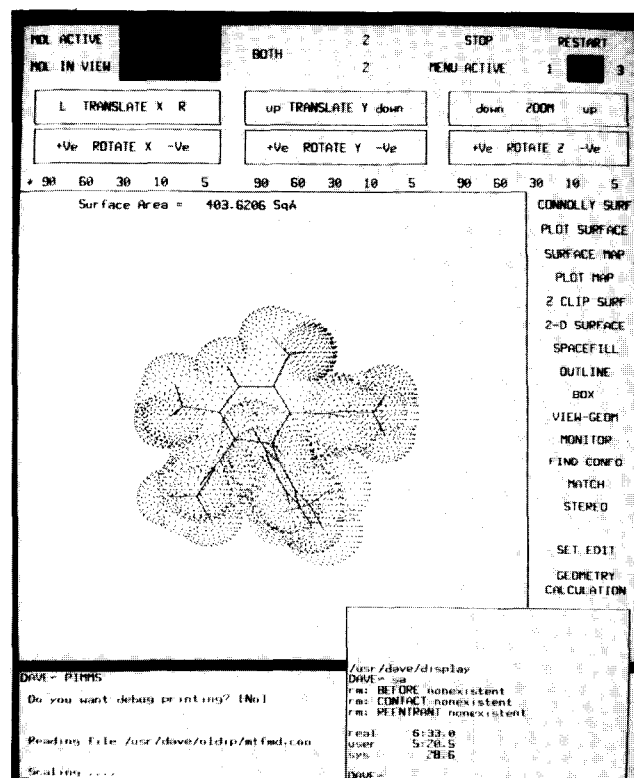 MOL ACTIVE
BOTH
2
STOP
RESTART
MOL IN VIEW
2
MENU ACTIVE
1
3
L TRANSLATE X R
up TRANSLATE Y down
down ZOOM up
+Ve ROTATE X -Ve
+Ve ROTATE Y -Ve
+Ve ROTATE Z -Ve
+ 90 60 30 10 5 90 60 30 10 5 90 60 30 10 5
Surface Area = 403.6206 SqA
CONNOLLY SURF
PLOT SURFACE
SURFACE MAP
PLOT MAP
Z CLIP SURF
2-D SURFACE
SPACEFILL
OUTLINE
BOX
VIEW-GEOM
MONITOR
FIND CONFO
MATCH
STEREO
SET EDIT
GEOMETRY
CALCULATION
DAVE~ PIMMS
Do you want debug printing? [No]
Reading file /usr/dave/oldip/mtfmd.coo
Scaling ....
/usr/dave/display
DAVE~ sa
rm: BEFORE nonexistent
rm: CONTACT nonexistent
rm: REENTRANT nonexistent
real 6:33.0
user 5:20.5
sys 28.6
DAVE~